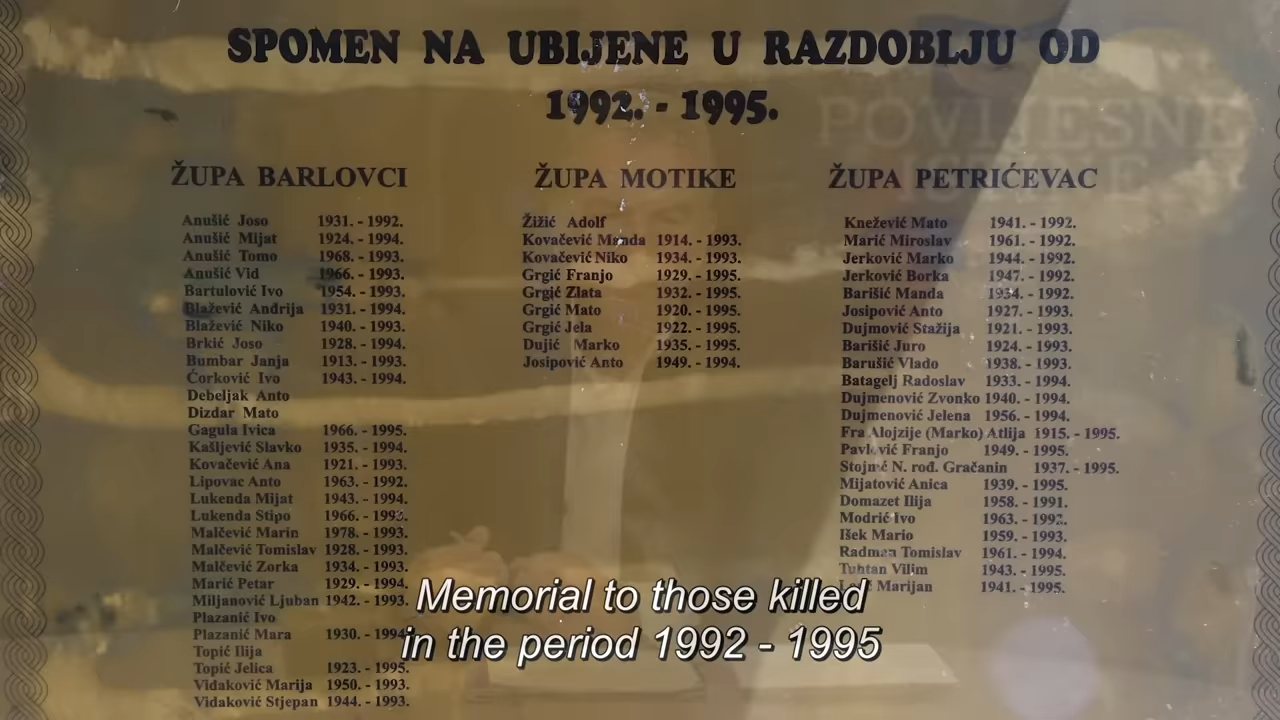 SPOMEN NA UBIJENE U RAZDOBLJU OD
1992. - 1995.
POVIJESNE
ŽUPA BARLOVCI
Anušić Joso 1931. - 1992.
Anušić Mijat 1924. - 1994.
Anušić Tomo 1968. - 1993.
Anušić Vid 1966. - 1993.
Bartulović Ivo 1954. - 1993.
Blažević Andrija 1931. - 1994.
Blažević Niko 1940. - 1993.
Brkić Joso 1928. - 1994.
Bumbar Janja 1913. - 1993.
Ćorković Ivo 1943. - 1994.
Debeljak Anto
Dizdar Mato
Gagula Ivica 1966. - 1995.
Kašljević Slavko 1935. - 1994.
Kovačević Ana 1921. - 1993.
Lipovac Anto 1963. - 1992.
Lukenda Mijat 1943. - 1994.
Lukenda Stipo 1966. - 1993.
Malčević Marin 1978. - 1993.
Malčević Tomislav 1928. - 1993.
Malčević Zorka 1934. - 1993.
Marić Petar 1929. - 1994.
Miljanović Ljuban 1942. - 1993.
Plazanić Ivo
Plazanić Mara 1930. - 1994
Topić Ilija
Topić Jelica 1923. - 1995.
Vidaković Marija 1950. - 1993.
Vidaković Stjepan 1944. - 1993.
ŽUPA MOTIKE
Žižić Adolf
Kovačević Manda 1914. - 1993.
Kovačević Niko 1934. - 1993.
Grgić Franjo 1929. - 1995.
Grgić Zlata 1932. - 1995.
Grgić Mato 1920. - 1995.
Grgić Jela 1922. - 1995.
Dujić Marko 1935. - 1995.
Josipović Anto 1949. - 1994.
ŽUPA PETRIĆEVAC
Knežević Mato 1941. - 1992.
Marić Miroslav 1961. - 1992.
Jerković Marko 1944. - 1992.
Jerković Borka 1947. - 1992.
Barišić Manda 1934. - 1992.
Josipović Anto 1927. - 1993.
Dujmović Stažija 1921. - 1993.
Barišić Juro 1924. - 1993.
Barušić Vlado 1938. - 1993.
Batagelj Radoslav 1933. - 1994.
Dujmenović Zvonko 1940. - 1994.
Dujmenović Jelena 1956. - 1994.
Fra Alojzije (Marko) Atlija 1915. - 1995.
Pavlović Franjo 1949. - 1995.
Stojnić N. rođ. Gračanin 1937. - 1995.
Mijatović Anica 1939. - 1995.
Domazet Ilija 1958. - 1991.
Modrić Ivo 1963. - 1992.
Išek Mario 1959. - 1993.
Radman Tomislav 1961. - 1994.
Tuhtan Vilim 1943. - 1995.
Marijan 1941. - 1995.
Memorial to those killed
in the period 1992 - 1995